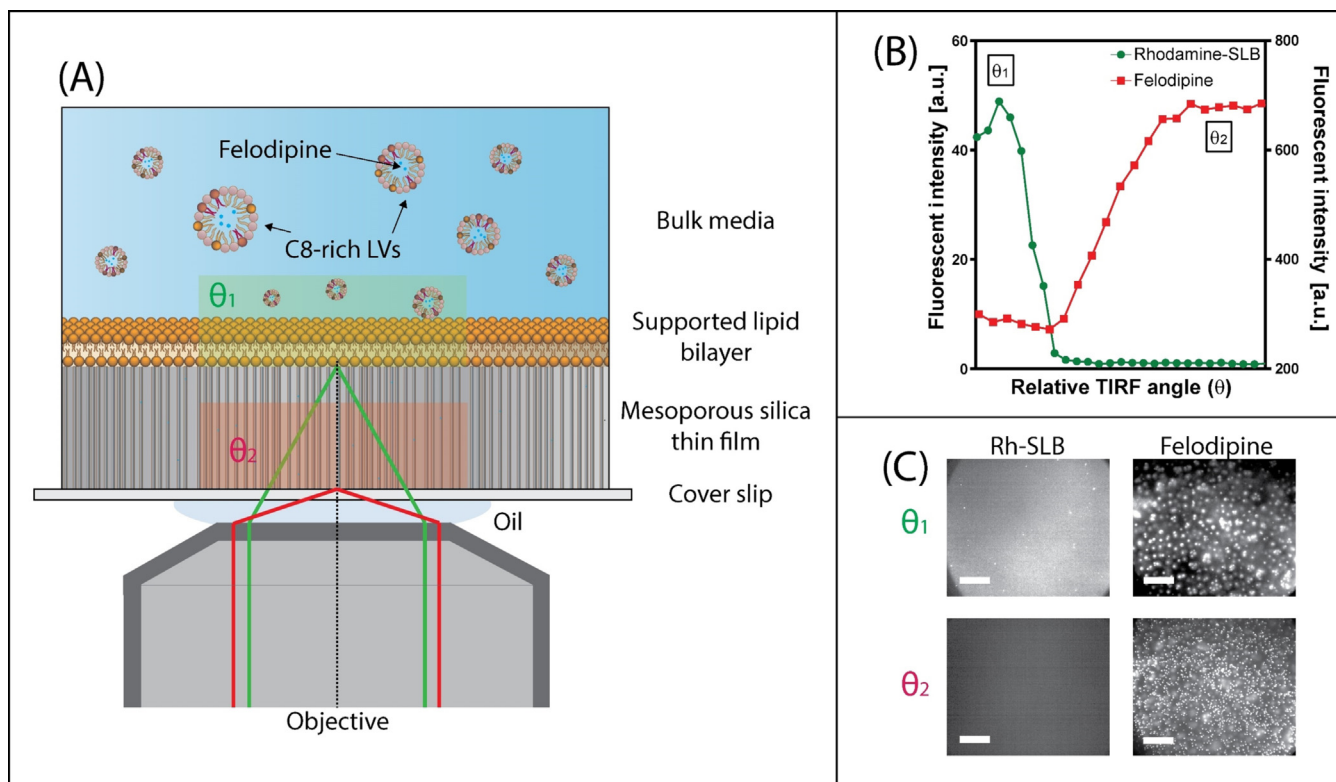 (A)
Felodipine
C8-rich LVs
Bulk media
θ1
Supported lipid
bilayer
Mesoporous silica
thin film
θ2
Cover slip
Oil
Objective
(B)
Fluorescent intensity [a.u.]
60
40
20
0
θ1
Rhodamine-SLB
Felodipine
θ2
800
600
400
200
Fluorescent intensity [a.u.]
Relative TIRF angle (θ)
(C)
Rh-SLB
Felodipine
θ1
θ2